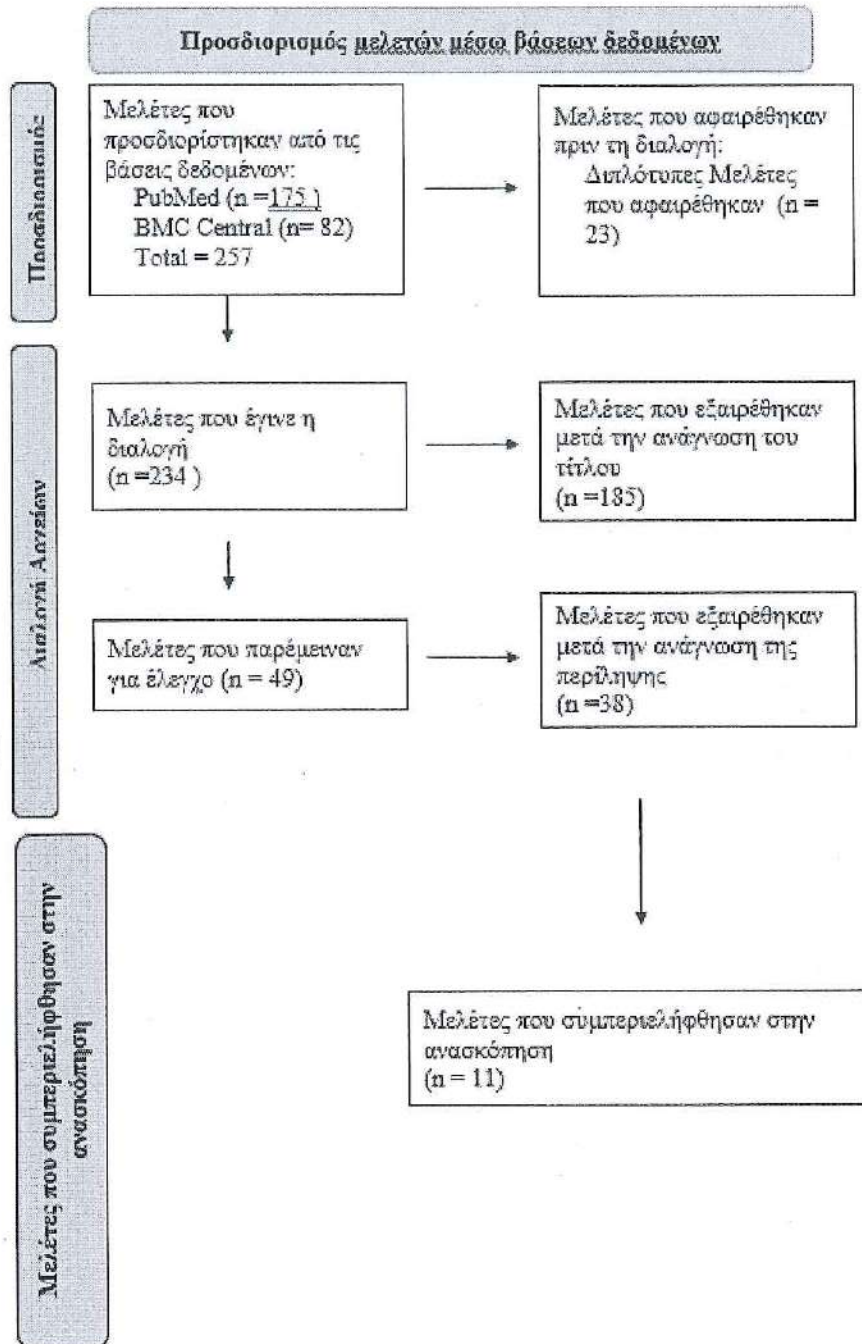 Προσδιορισμός μελετών μέσω βάσεων δεδομένων
Προσδιορισμός
Μελέτες που
προσδιορίστηκαν από τις
βάσεις δεδομένων:
PubMed (n =175 )
BMC Central (n= 82)
Total = 257
Μελέτες που αφαιρέθηκαν
πριν τη διαλογή:
Διπλότυπες Μελέτες
που αφαιρέθηκαν (n =
23)
Διαλογή Αρχείων
Μελέτες που έγινε η
διαλογή
(n =234 )
Μελέτες που εξαιρέθηκαν
μετά την ανάγνωση του
τίτλου
(n =185)
Μελέτες που παρέμειναν
για έλεγχο (n = 49)
Μελέτες που εξαιρέθηκαν
μετά την ανάγνωση της
περίληψης
(n =38)
Μελέτες που συμπεριελήφθησαν στην
ανασκόπηση
Μελέτες που συμπεριελήφθησαν στην
ανασκόπηση
(n = 11)